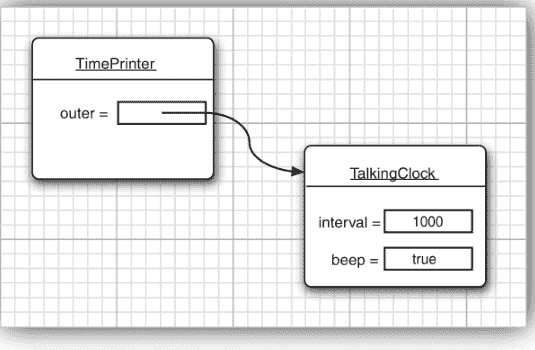 TimePrinter
outer =
TalkingClock
interval = 1000
beep = true